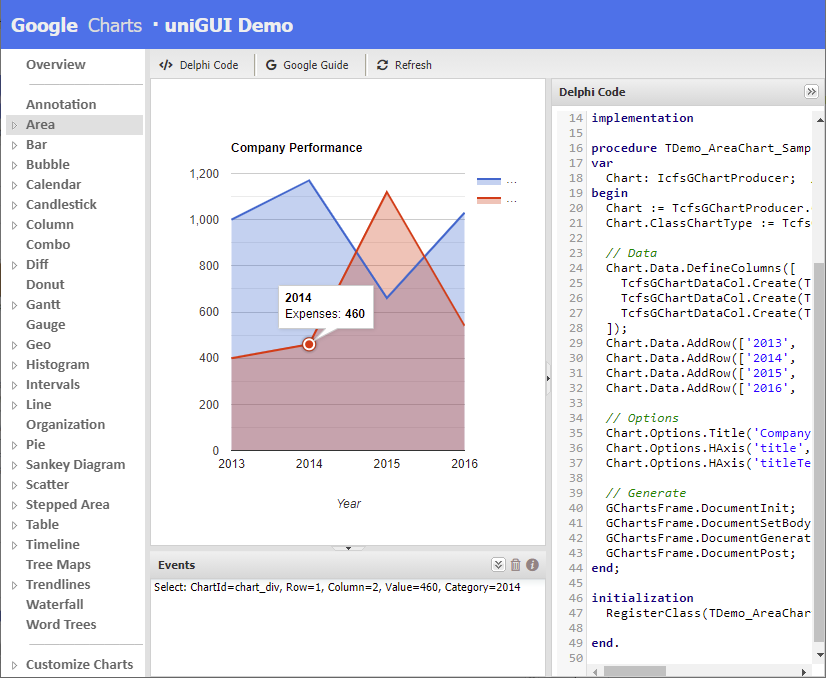 Google Charts · uniGUI Demo
Overview
Annotation
Area
Bar
Bubble
Calendar
Candlestick
Column
Combo
Diff
Donut
Gantt
Gauge
Geo
Histogram
Intervals
Line
Organization
Pie
Sankey Diagram
Scatter
Stepped Area
Table
Timeline
Tree Maps
Trendlines
Waterfall
Word Trees
Customize Charts
</> Delphi Code
G Google Guide
Refresh
Company Performance
1,200
1,000
800
600
400
200
0
2014
Expenses: 460
...
...
2013 2014 2015 2016
Year
Events
Select: ChartId=chart_div, Row=1, Column=2, Value=460, Category=2014
Delphi Code
14 implementation
15
16 procedure TDemo_AreaChart_Samp
17 var
18 Chart: IcfsGChartProducer;
19 begin
20 Chart := TcfsGChartProducer.
21 Chart.ClassChartType := Tcfs
22
23 // Data
24 Chart.Data.DefineColumns([
25 TcfsGChartDataCol.Create(T
26 TcfsGChartDataCol.Create(T
27 TcfsGChartDataCol.Create(T
28 ]);
29 Chart.Data.AddRow(['2013',
30 Chart.Data.AddRow(['2014',
31 Chart.Data.AddRow(['2015',
32 Chart.Data.AddRow(['2016',
33
34 // Options
35 Chart.Options.Title('Company
36 Chart.Options.HAxis('title',
37 Chart.Options.HAxis('titleTe
38
39 // Generate
40 GChartsFrame.DocumentInit;
41 GChartsFrame.DocumentSetBody
42 GChartsFrame.DocumentGenerat
43 GChartsFrame.DocumentPost;
44 end;
45
46 initialization
47 RegisterClass(TDemo_AreaChar
48
49 end.
50